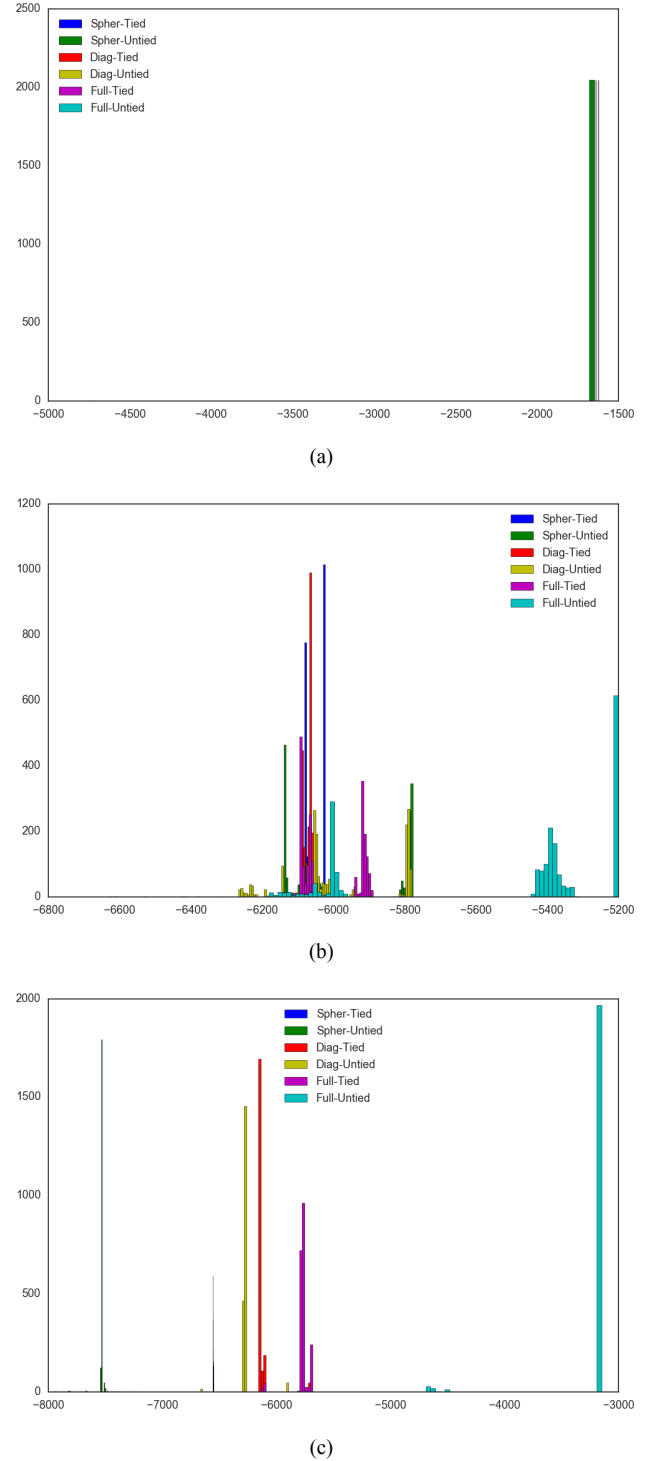 2500
Spher-Tied
Spher-Untied
Diag-Tied
2000
Diag-Untied
Full-Tied
Full-Untied
1500
1000
500
0
−5000 −4500 −4000 −3500 −3000 −2500 −2000 −1500
(a)
1200
Spher-Tied
Spher-Untied
1000
Diag-Tied
Diag-Untied
Full-Tied
800
Full-Untied
600
400
200
0
−6800 −6600 −6400 −6200 −6000 −5800 −5600 −5400 −5200
(b)
2000
Spher-Tied
Spher-Untied
Diag-Tied
Diag-Untied
Full-Tied
1500
Full-Untied
1000
500
0
−8000 −7000 −6000 −5000 −4000 −3000
(c)